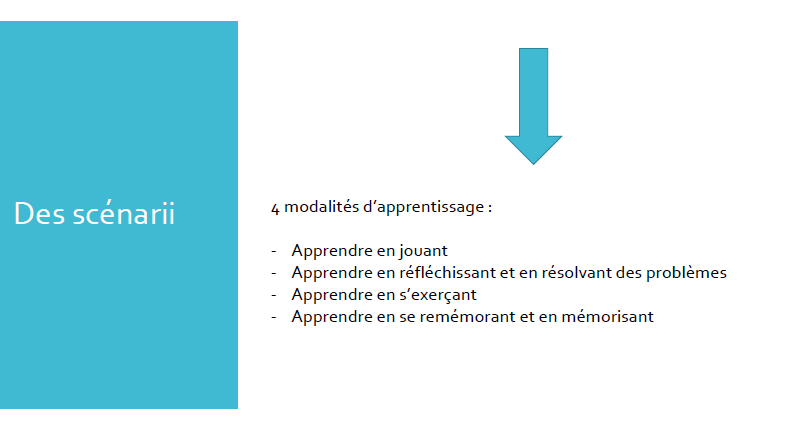 Des scénarii
4 modalités d’apprentissage :
- Apprendre en jouant
- Apprendre en réfléchissant et en résolvant des problèmes
- Apprendre en s’exerçant
- Apprendre en se remémorant et en mémorisant